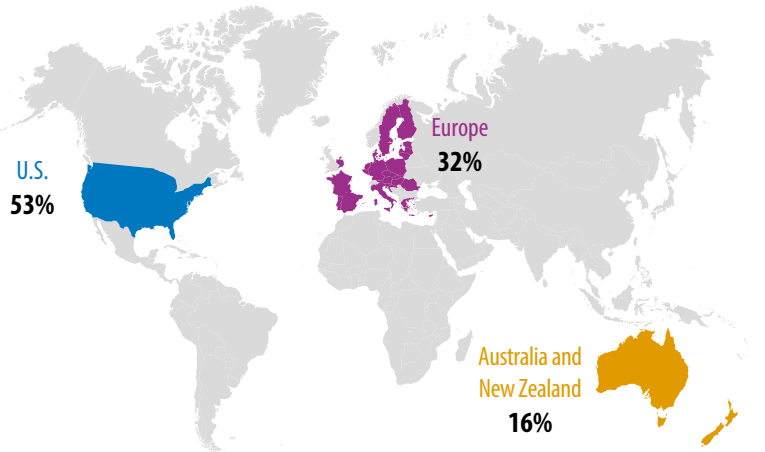 U.S.
53%
Europe
32%
Australia and
New Zealand
16%